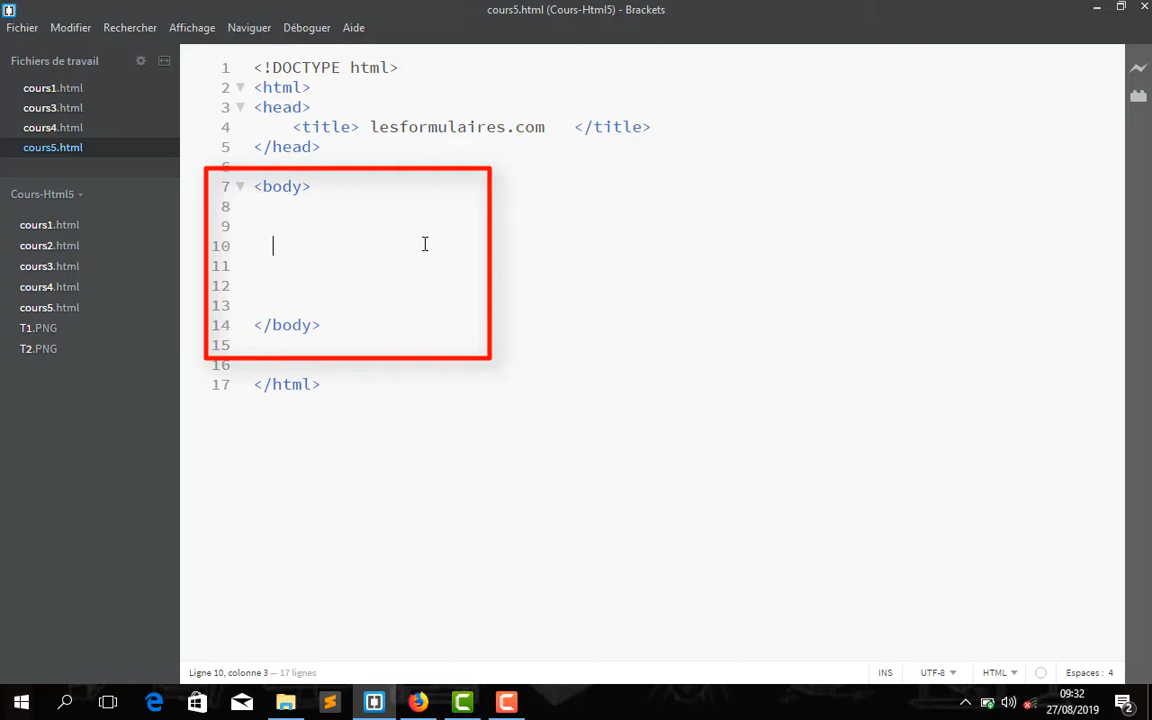 cours5.html (Cours-Html5) - Brackets
Fichier Modifier Rechercher Affichage Naviguer Déboguer Aide
Fichiers de travail
cours1.html
cours3.html
cours4.html
cours5.html
Cours-Html5
cours1.html
cours2.html
cours3.html
cours4.html
cours5.html
T1.PNG
T2.PNG
1 <!DOCTYPE html>
2 <html>
3 <head>
4 <title> lesformulaires.com </title>
5 </head>
6
7 <body>
8
9
10
11
12
13
14 </body>
15
16
17 </html>
Ligne 10, colonne 3 — 17 lignes
INS UTF-8 HTML Espaces : 4
09:32
27/08/2019
2